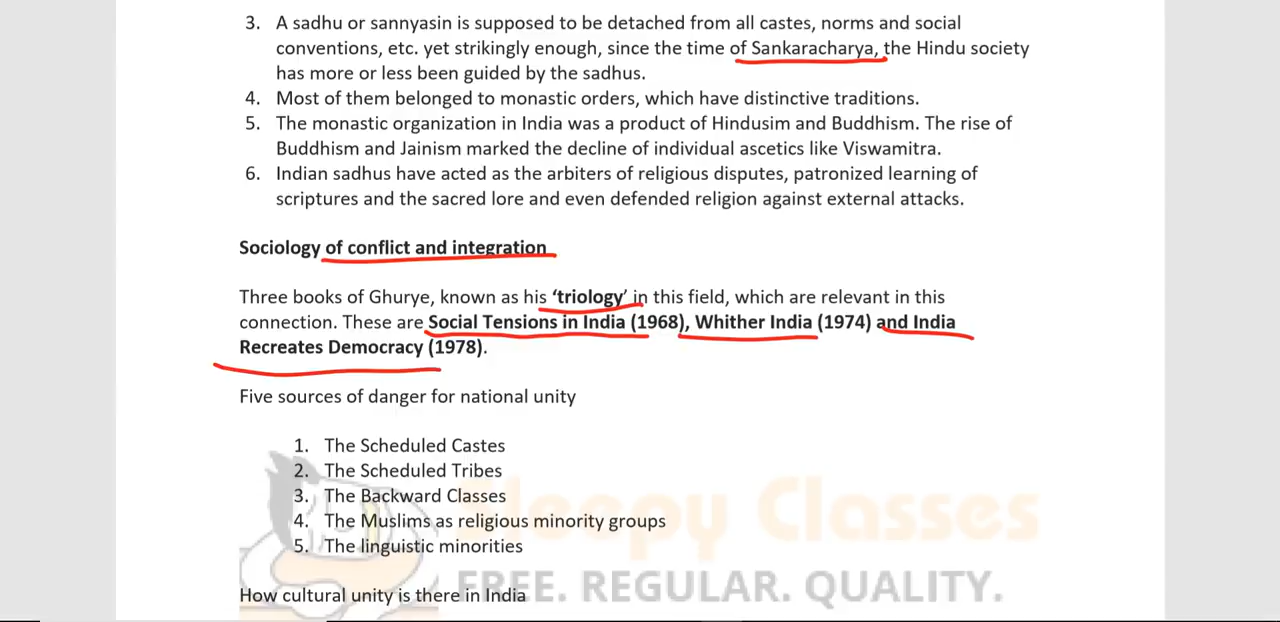 3. A sadhu or sannyasin is supposed to be detached from all castes, norms and social
conventions, etc. yet strikingly enough, since the time of Sankaracharya, the Hindu society
has more or less been guided by the sadhus.
4. Most of them belonged to monastic orders, which have distinctive traditions.
5. The monastic organization in India was a product of Hindusim and Buddhism. The rise of
Buddhism and Jainism marked the decline of individual ascetics like Viswamitra.
6. Indian sadhus have acted as the arbiters of religious disputes, patronized learning of
scriptures and the sacred lore and even defended religion against external attacks.
Sociology of conflict and integration
Three books of Ghurye, known as his ‘triology’ in this field, which are relevant in this
connection. These are Social Tensions in India (1968), Whither India (1974) and India
Recreates Democracy (1978).
Five sources of danger for national unity
1. The Scheduled Castes
2. The Scheduled Tribes
3. The Backward Classes
4. The Muslims as religious minority groups
5. The linguistic minorities
Sleepy Classes
FREE. REGULAR. QUALITY.
How cultural unity is there in India